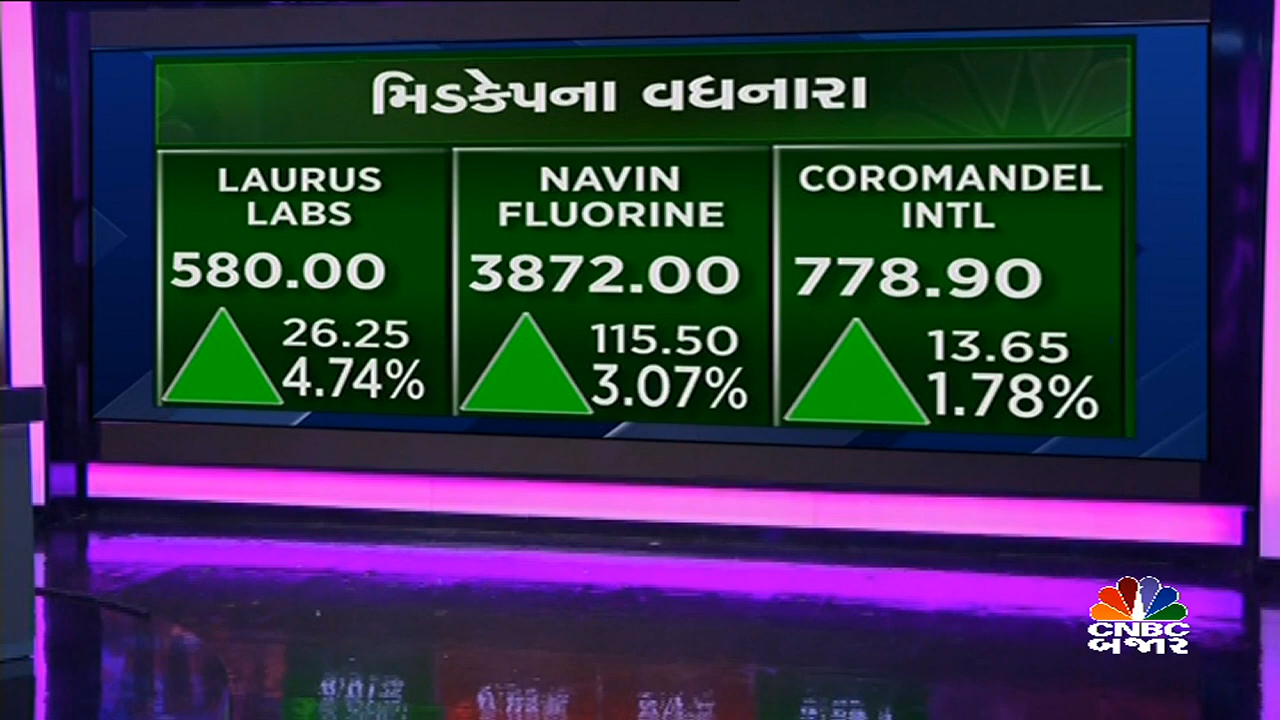 મિડકેપના વધનારા
LAURUS
LABS
580.00
26.25
4.74%
NAVIN
FLUORINE
3872.00
115.50
3.07%
COROMANDEL
INTL
778.90
13.65
1.78%
CNBC
બજાર